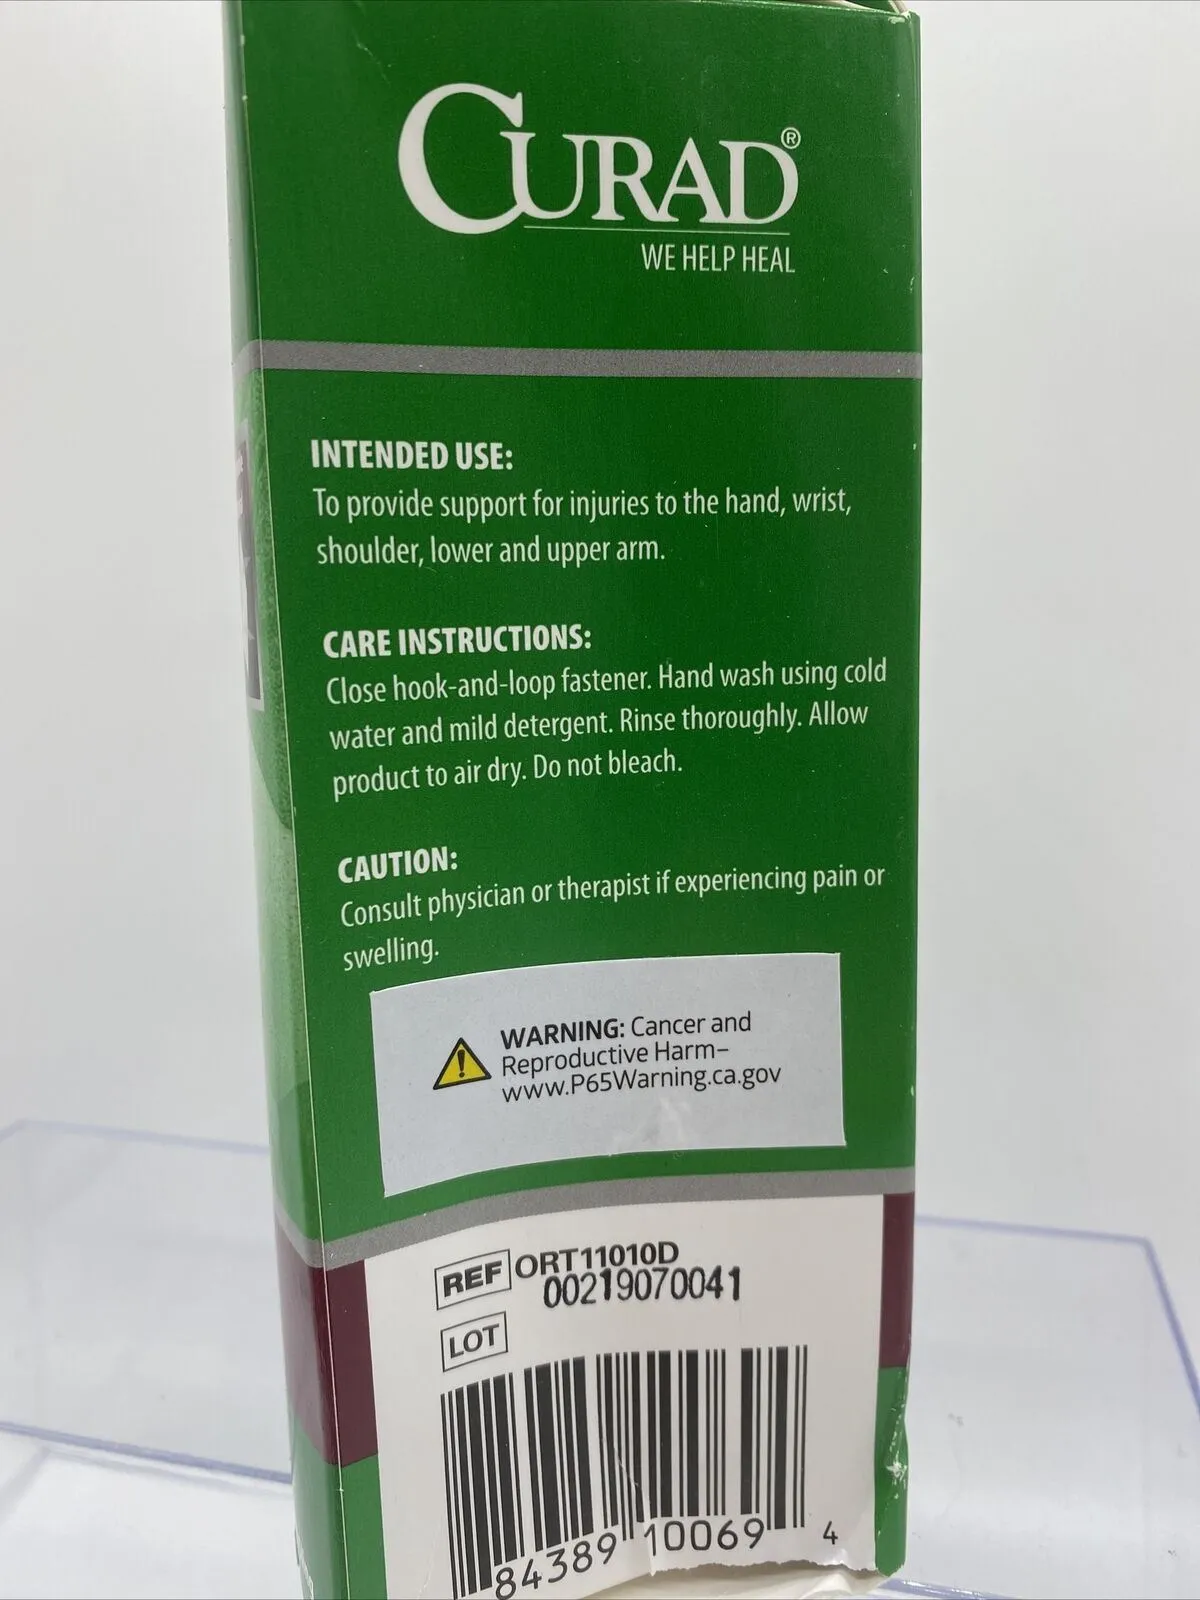 CURAD®
WE HELP HEAL
INTENDED USE:
To provide support for injuries to the hand, wrist,
shoulder, lower and upper arm.
CARE INSTRUCTIONS:
Close hook-and-loop fastener. Hand wash using cold
water and mild detergent. Rinse thoroughly. Allow
product to air dry. Do not bleach.
CAUTION:
Consult physician or therapist if experiencing pain or
swelling.
WARNING: Cancer and
Reproductive Harm–
www.P65Warning.ca.gov
REF ORT11010D
00219070041
LOT
84389 10069 4